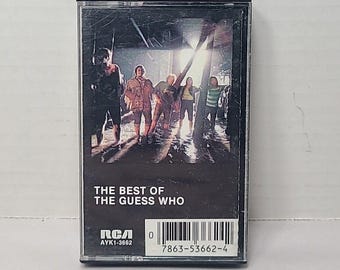 THE BEST OF
THE GUESS WHO
RCA
AYK1-3662
0 7863-53662-4